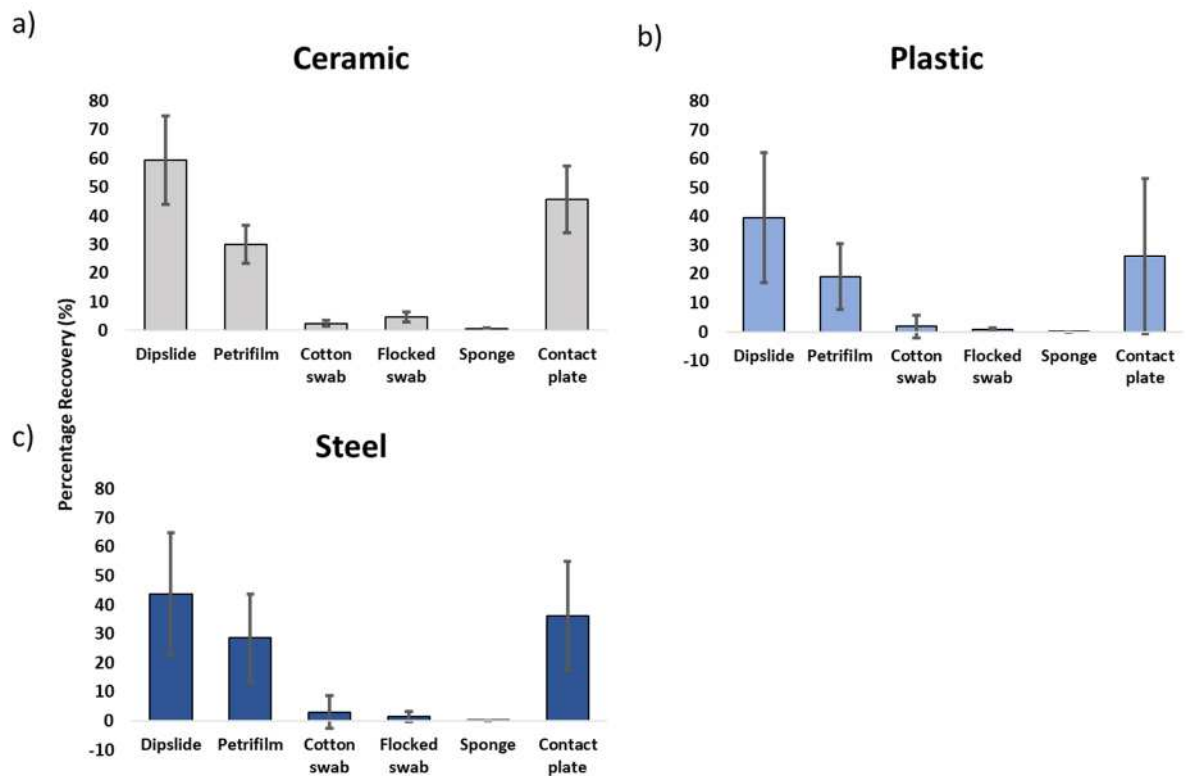 a)
Ceramic
Percentage Recovery (%)
80
70
60
50
40
30
20
10
0
Dipslide Petrifilm Cotton swab Flocked swab Sponge Contact plate
b)
Plastic
80
70
60
50
40
30
20
10
0
-10
Dipslide Petrifilm Cotton swab Flocked swab Sponge Contact plate
c)
Steel
80
70
60
50
40
30
20
10
0
-10
Dipslide Petrifilm Cotton swab Flocked swab Sponge Contact plate